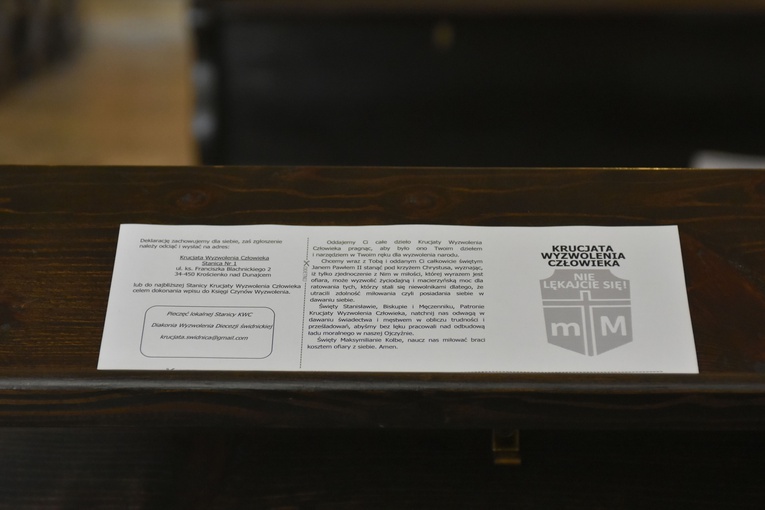 Deklarację zachowujemy dla siebie, zaś zgłoszenie
należy odciąć i wysłać na adres:
Krucjata Wyzwolenia Człowieka
Stanica Nr 1
ul. ks. Franciszka Blachnickiego 2
34-450 Krościenko nad Dunajcem
lub do najbliższej Stanicy Krucjaty Wyzwolenia Człowieka
celem dokonania wpisu do Księgi Czynów Wyzwolenia.
Pieczęć lokalnej Stanicy KWC
Diakonia Wyzwolenia Diecezji świdnickiej
krucjata.swidnica@gmail.com
Oddajemy Ci całe dzieło Krucjaty Wyzwolenia
Człowieka pragnąc, aby było ono Twoim dziełem
i narzędziem w Twoim ręku dla wyzwolenia narodu.
Chcemy wraz z Tobą i oddanym Ci całkowicie Świętym
Janem Pawłem II stanąć pod krzyżem Chrystusa, wyznając,
iż tylko zjednoczenie z Nim w miłości, której wyrazem jest
ofiara, może wyzwolić życiodajną i macierzyńską moc dla
ratowania tych, którzy stali się niewolnikami dlatego, że
utracili zdolność miłowania czyli posiadania siebie w
dawaniu siebie.
Święty Stanisławie, Biskupie i Męczenniku, Patronie
Krucjaty Wyzwolenia Człowieka, natchnij nas odwagą w
dawaniu świadectwa i męstwem w obliczu trudności i
prześladowań, abyśmy bez lęku pracowali nad odbudową
ładu moralnego w naszej Ojczyźnie.
Święty Maksymilianie Kolbe, naucz nas miłować braci
kosztem ofiary z siebie. Amen.
KRUCJATA
WYZWOLENIA
CZŁOWIEKA
NIE
LĘKAJCIE SIĘ!
m M